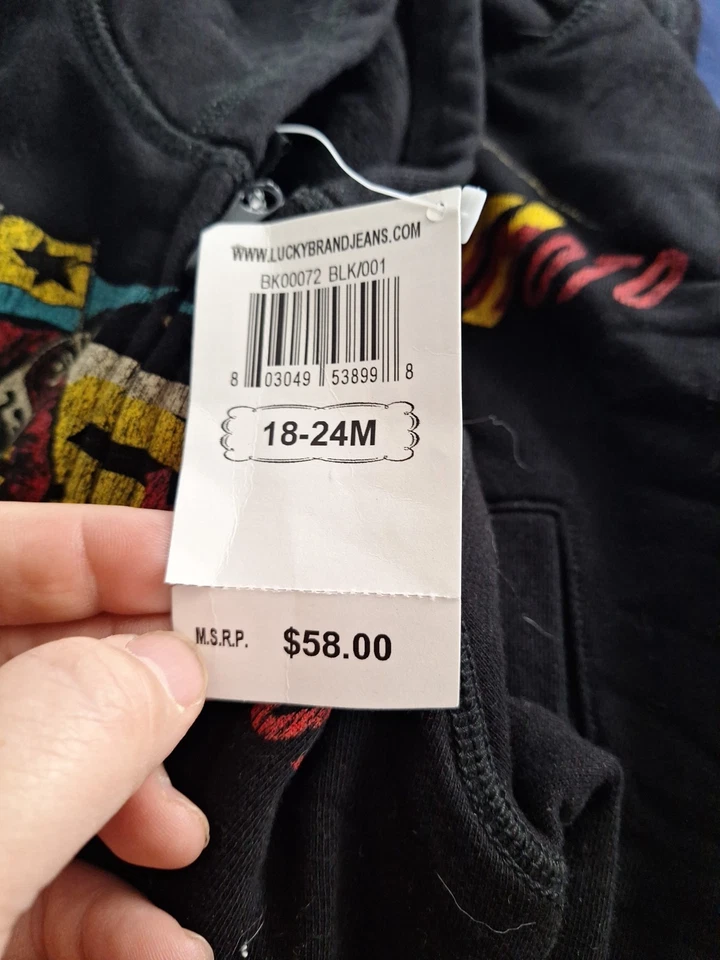 WWW.LUCKYBRANDJEANS.COM
BK00072 BLK/001
8 03049 53899 8
18-24M
M.S.R.P. $58.00